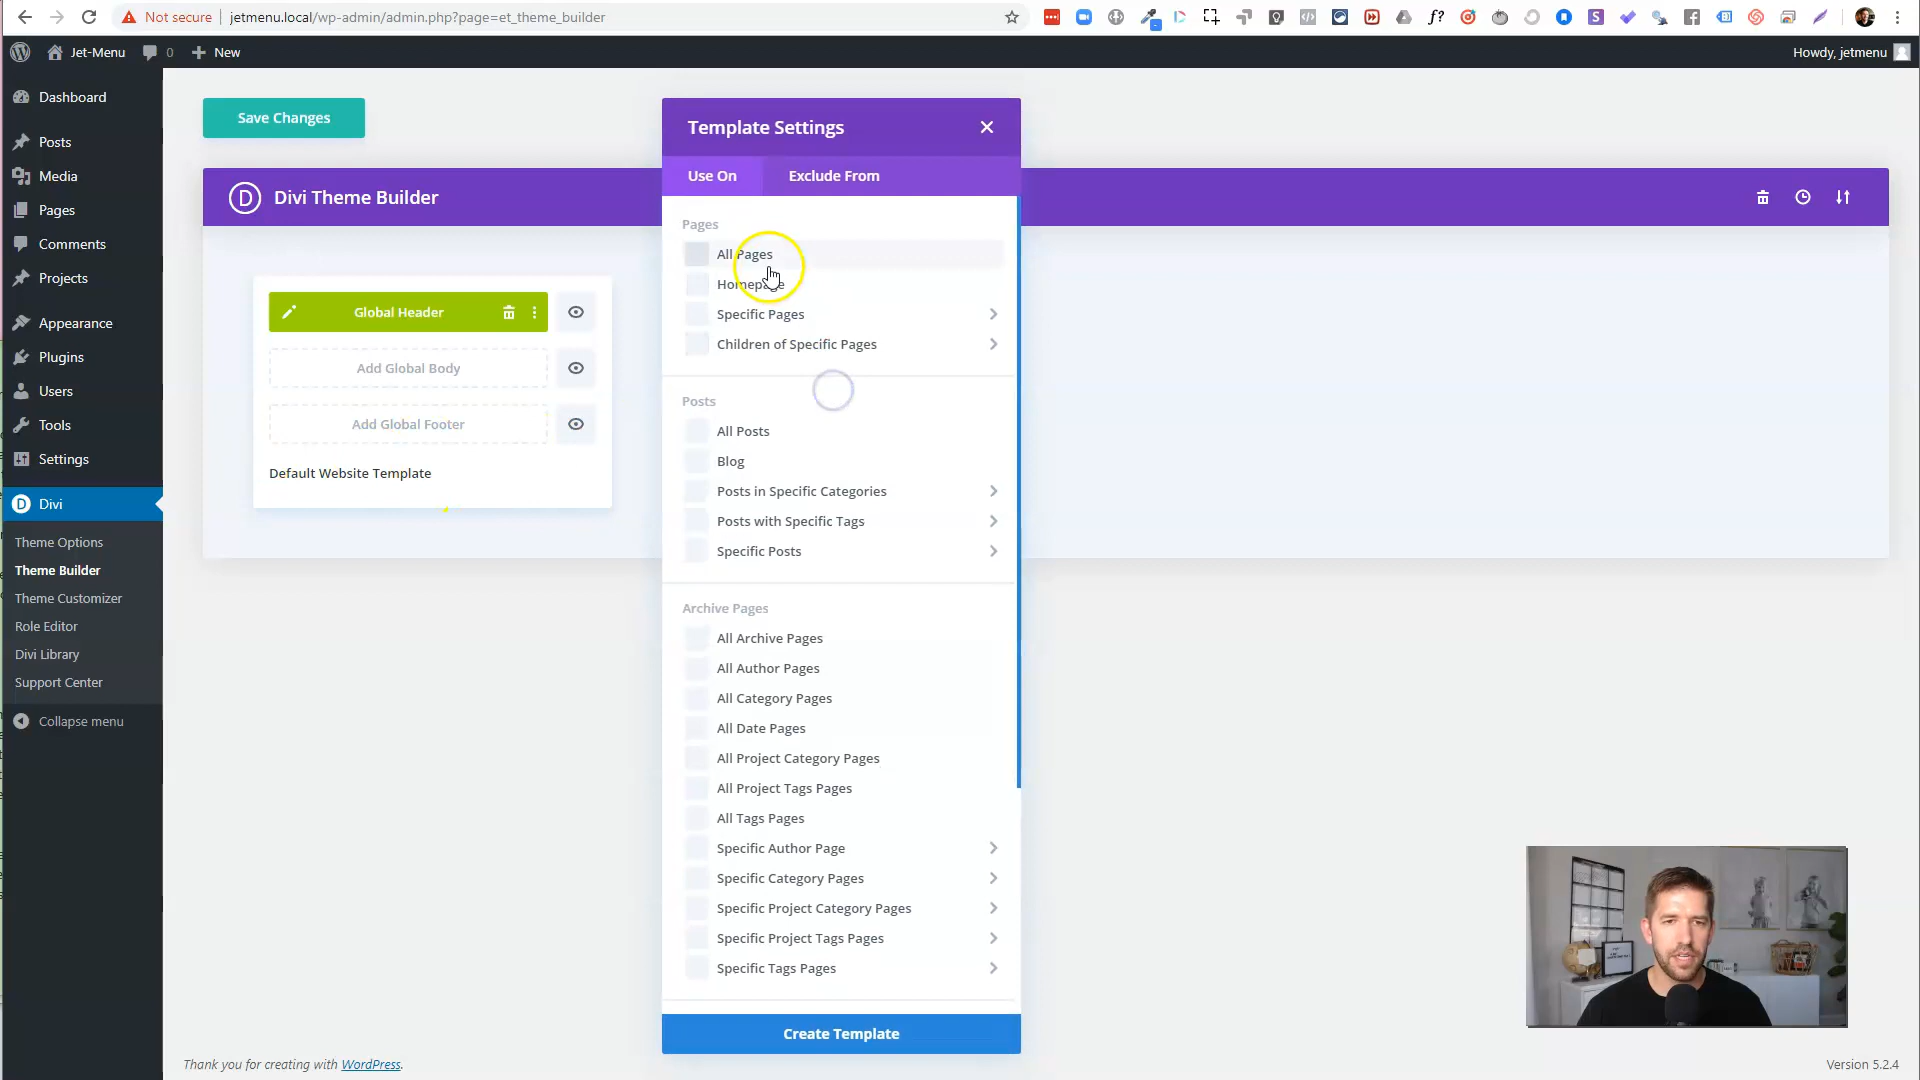 Not secure
jetmenu.local/wp-admin/admin.php?page=et_theme_builder
Jet-Menu
0
New
Howdy, jetmenu
Dashboard
Posts
Media
Pages
Comments
Projects
Appearance
Plugins
Users
Tools
Settings
Divi
Theme Options
Theme Builder
Theme Customizer
Role Editor
Divi Library
Support Center
Collapse menu
Save Changes
D Divi Theme Builder
Global Header
Add Global Body
Add Global Footer
Default Website Template
Template Settings
Use On
Exclude From
Pages
All Pages
Homepage
Specific Pages
Children of Specific Pages
Posts
All Posts
Blog
Posts in Specific Categories
Posts with Specific Tags
Specific Posts
Archive Pages
All Archive Pages
All Author Pages
All Category Pages
All Date Pages
All Project Category Pages
All Project Tags Pages
All Tags Pages
Specific Author Page
Specific Category Pages
Specific Project Category Pages
Specific Project Tags Pages
Specific Tags Pages
Create Template
Thank you for creating with WordPress.
Version 5.2.4